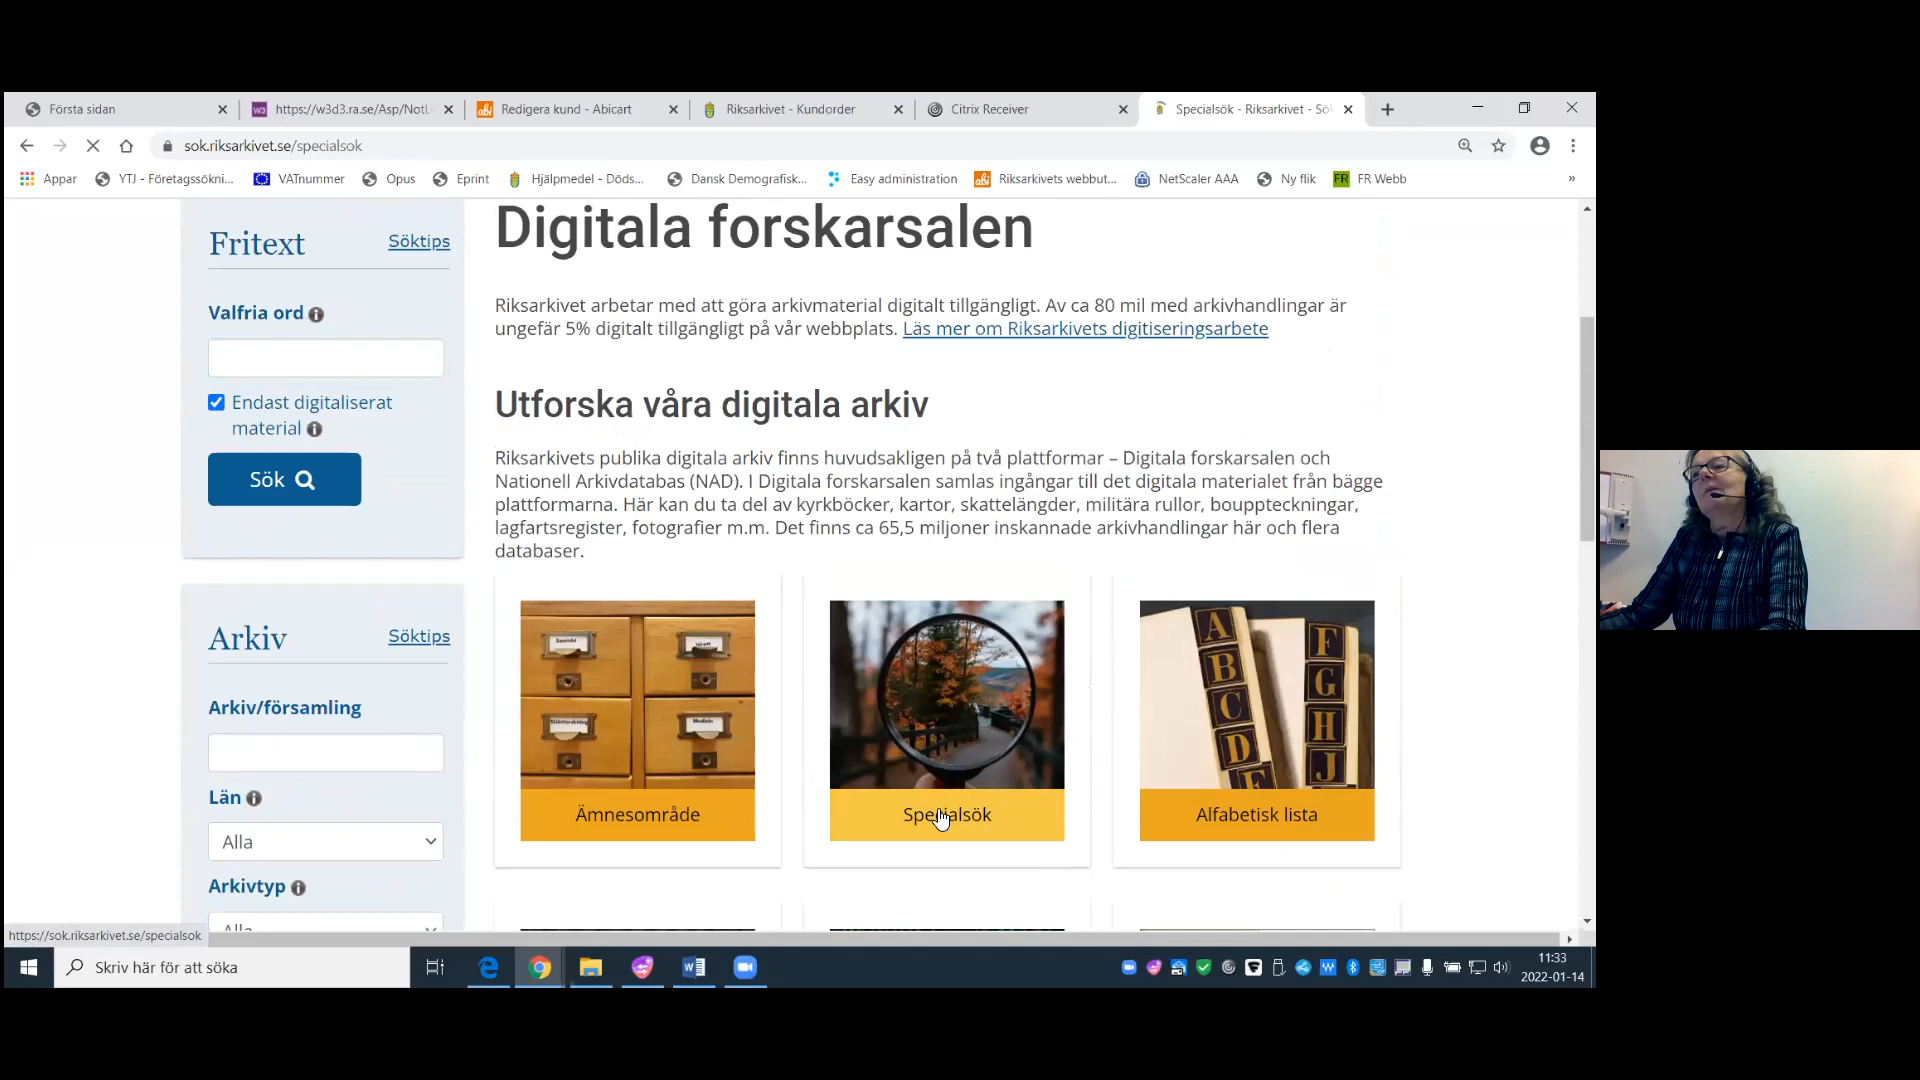 Första sidan
https://w3d3.ra.se/Asp/NotL
Redigera kund - Abicart
Riksarkivet - Kundorder
Citrix Receiver
Specialsök - Riksarkivet - Sö
sok.riksarkivet.se/specialsok
Appar
YTJ - Företagssökni...
VATnummer
Opus
Eprint
Hjälpmedel - Döds...
Dansk Demografisk...
Easy administration
Riksarkivets webbut...
NetScaler AAA
Ny flik
FR Webb
»
Fritext
Söktips
Valfria ord
Endast digitaliserat
material
Sök
Arkiv
Söktips
Arkiv/församling
Län
Alla
Arkivtyp
Alla
Digitala forskarsalen
Riksarkivet arbetar med att göra arkivmaterial digitalt tillgängligt. Av ca 80 mil med arkivhandlingar är
ungefär 5% digitalt tillgängligt på vår webbplats. Läs mer om Riksarkivets digitiseringsarbete
Utforska våra digitala arkiv
Riksarkivets publika digitala arkiv finns huvudsakligen på två plattformar – Digitala forskarsalen och
Nationell Arkivdatabas (NAD). I Digitala forskarsalen samlas ingångar till det digitala materialet från bägge
plattformarna. Här kan du ta del av kyrkböcker, kartor, skattelängder, militära rullor, bouppteckningar,
lagfartsregister, fotografier m.m. Det finns ca 65,5 miljoner inskannade arkivhandlingar här och flera
databaser.
Ämnesområde
Specialsök
A
B
C
D
E
F
G
H
J
Alfabetisk lista
https://sok.riksarkivet.se/specialsok
Skriv här för att söka
11:33
2022-01-14